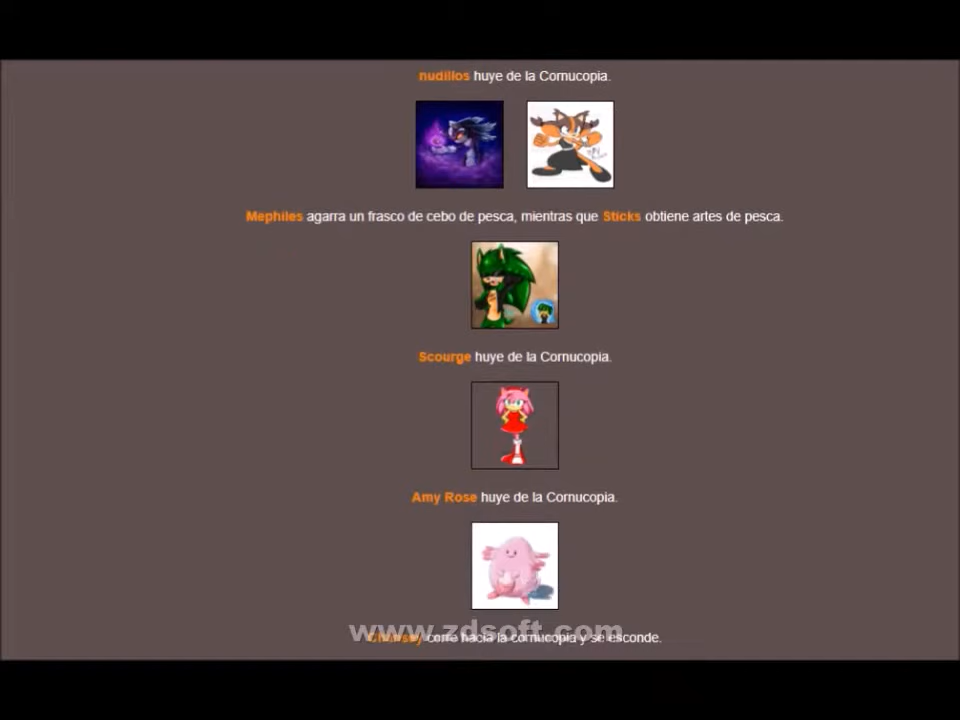 nudillos huye de la Cornucopia.
Mephiles agarra un frasco de cebo de pesca, mientras que Sticks obtiene artes de pesca.
Scourge huye de la Cornucopia.
Amy Rose huye de la Cornucopia.
www.zdsoft.com
Chansey corre hacia la cornucopia y se esconde.